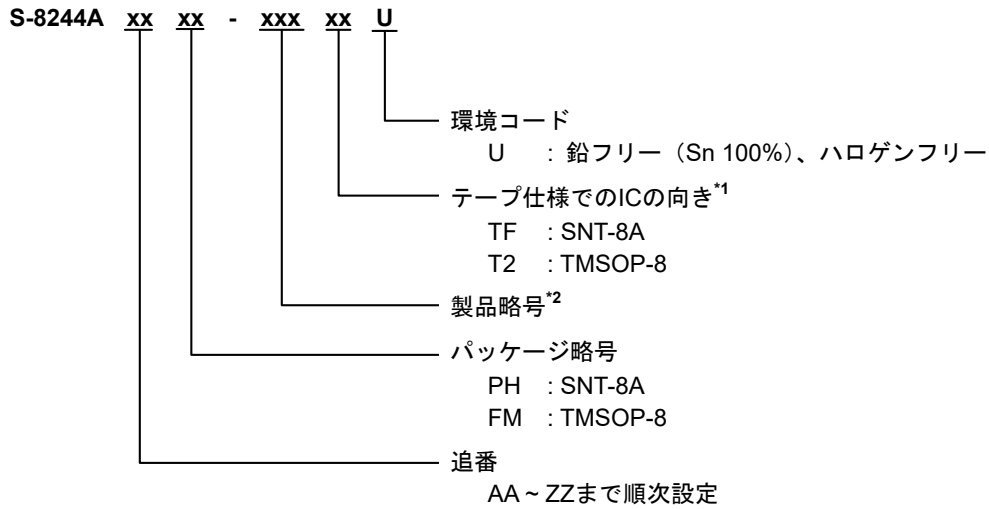 S-8244A xx xx - xxx xx U
環境コード
U : 鉛フリー（Sn 100%）、ハロゲンフリー
テープ仕様でのICの向き*1
TF : SNT-8A
T2 : TMSOP-8
製品略号*2
パッケージ略号
PH : SNT-8A
FM : TMSOP-8
追番
AA ~ ZZまで順次設定